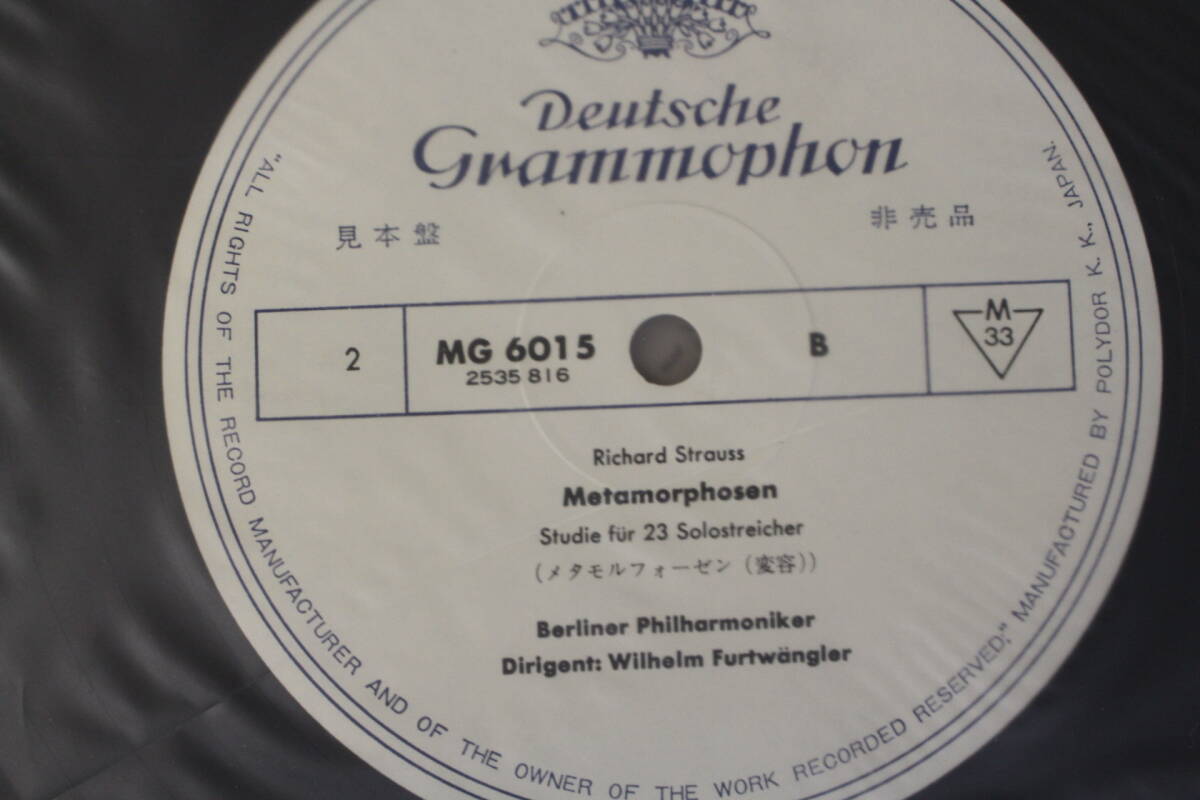 Deutsche
Grammophon
見本盤
非売品
2
MG 6015
2535 816
B
M
33
Richard Strauss
Metamorphosen
Studie für 23 Solostreicher
(メタモルフォーゼン (変容))
Berliner Philharmoniker
Dirigent: Wilhelm Furtwängler
"ALL RIGHTS OF THE RECORD MANUFACTURER AND OF THE OWNER OF THE WORK RECORDED RESERVED;" MANUFACTURED BY POLYDOR K. K., JAPAN.